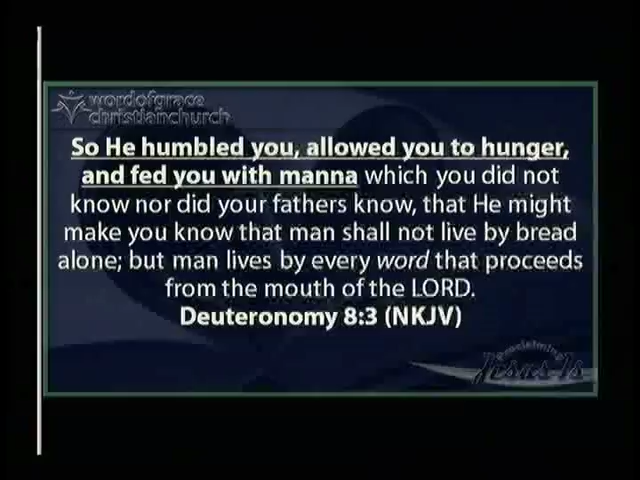 wordofgrace
christianchurch
So He humbled you, allowed you to hunger,
and fed you with manna which you did not
know nor did your fathers know, that He might
make you know that man shall not live by bread
alone; but man lives by every word that proceeds
from the mouth of the LORD.
Deuteronomy 8:3 (NKJV)
Proclaiming
Jesus Is